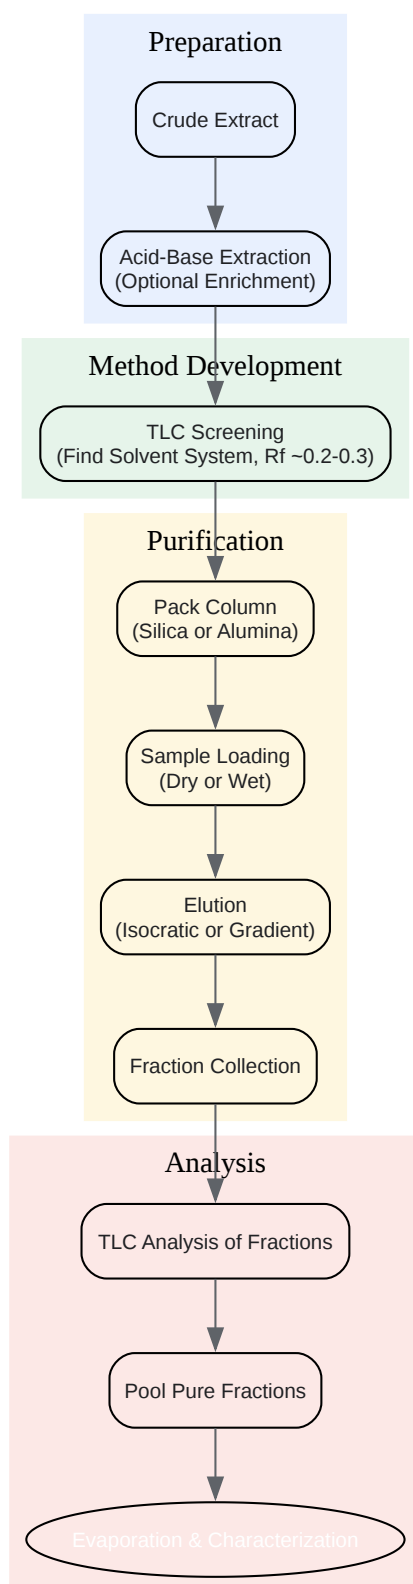 Preparation
Crude Extract
Acid-Base Extraction
(Optional Enrichment)
Method Development
TLC Screening
(Find Solvent System, Rf ~0.2-0.3)
Purification
Pack Column
(Silica or Alumina)
Sample Loading
(Dry or Wet)
Elution
(Isocratic or Gradient)
Fraction Collection
Analysis
TLC Analysis of Fractions
Pool Pure Fractions
Evaporation & Characterization